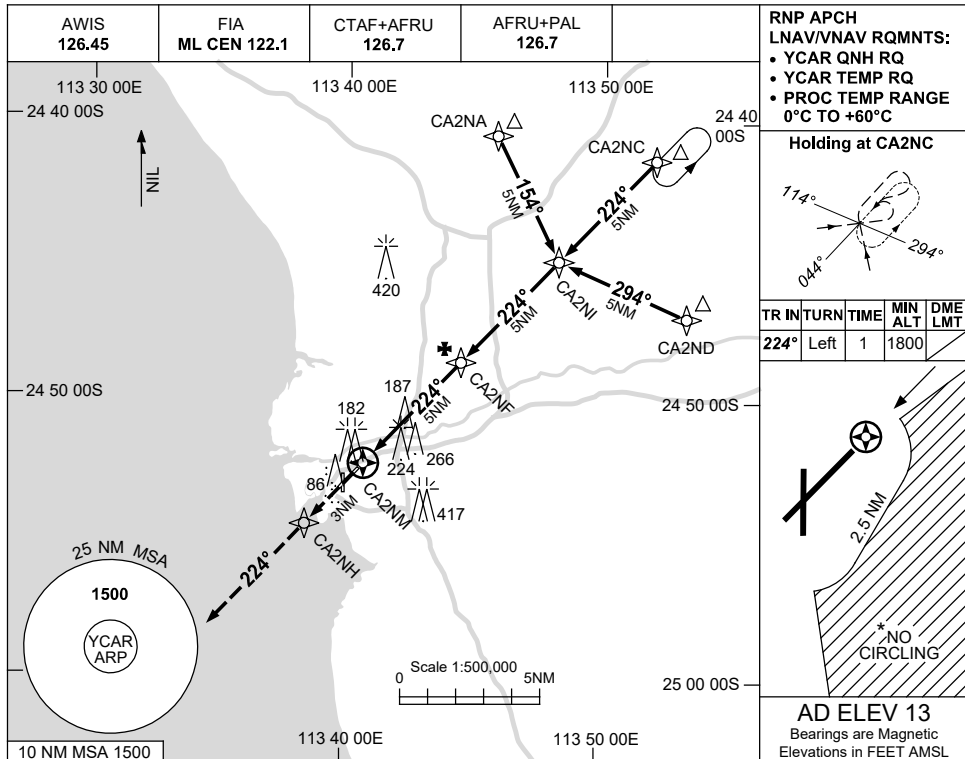 AWIS
126.45
FIA
ML CEN 122.1
CTAF+AFRU
126.7
AFRU+PAL
126.7
RNP APCH
LNAV/VNAV RQMNTS:
• YCAR QNH RQ
• YCAR TEMP RQ
• PROC TEMP RANGE
0°C TO +60°C
113 30 00E
113 40 00E
113 50 00E
24 40 00S
24 40
00S
NIL
CA2NA
CA2NC
154°
5NM
224°
5NM
420
CA2NI
294°
5NM
CA2ND
224°
5NM
CA2NF
24 50 00S
24 50 00S
187
224°
5NM
182
224
266
86
CA2NM
3NM
417
CA2NH
224°
25 NM MSA
1500
YCAR
ARP
Scale 1:500,000
0
5NM
25 00 00S
10 NM MSA 1500
113 40 00E
113 50 00E
Holding at CA2NC
114°
294°
044°
TR IN
TURN
TIME
MIN
ALT
DME
LMT
224°
Left
1
1800
2.5 NM
*NO
CIRCLING
AD ELEV 13
Bearings are Magnetic
Elevations in FEET AMSL